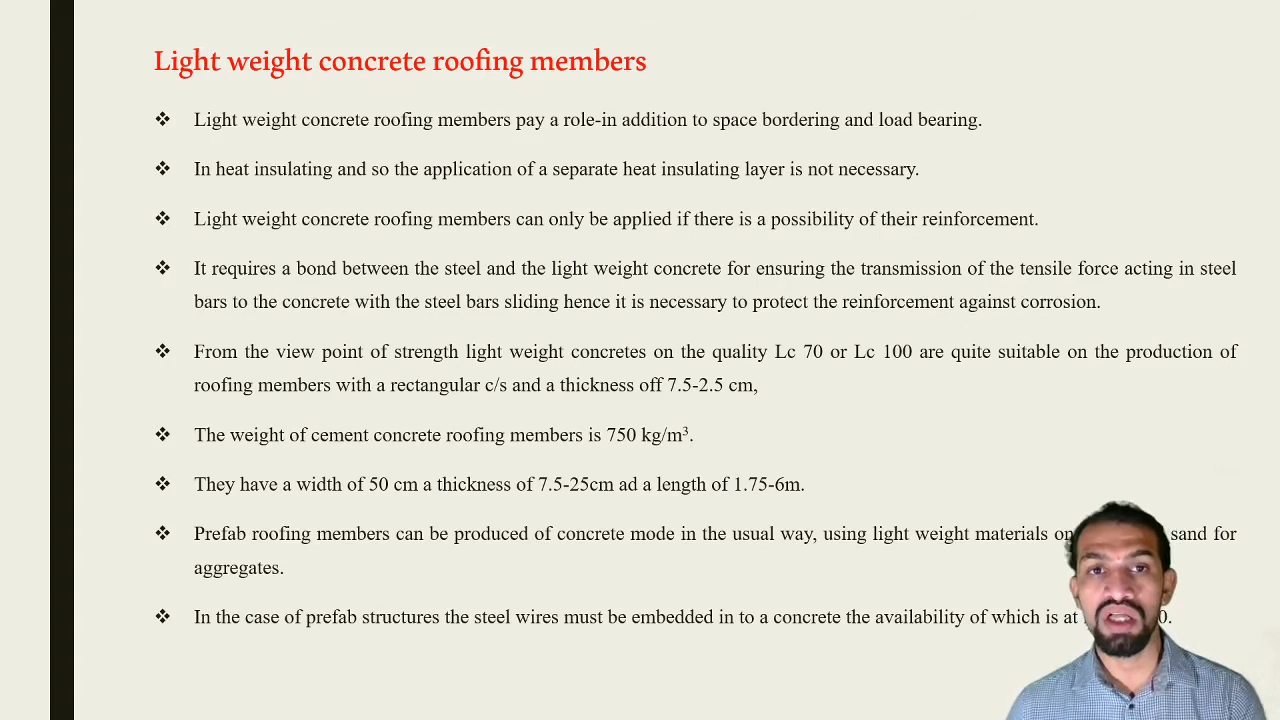 Light weight concrete roofing members
❖ Light weight concrete roofing members pay a role-in addition to space bordering and load bearing.
❖ In heat insulating and so the application of a separate heat insulating layer is not necessary.
❖ Light weight concrete roofing members can only be applied if there is a possibility of their reinforcement.
❖ It requires a bond between the steel and the light weight concrete for ensuring the transmission of the tensile force acting in steel
bars to the concrete with the steel bars sliding hence it is necessary to protect the reinforcement against corrosion.
❖ From the view point of strength light weight concretes on the quality Lc 70 or Lc 100 are quite suitable on the production of
roofing members with a rectangular c/s and a thickness off 7.5-2.5 cm,
❖ The weight of cement concrete roofing members is 750 kg/m³.
❖ They have a width of 50 cm a thickness of 7.5-25cm ad a length of 1.75-6m.
❖ Prefab roofing members can be produced of concrete mode in the usual way, using light weight materials sand for
aggregates.
❖ In the case of prefab structures the steel wires must be embedded in to a concrete the availability of which is at